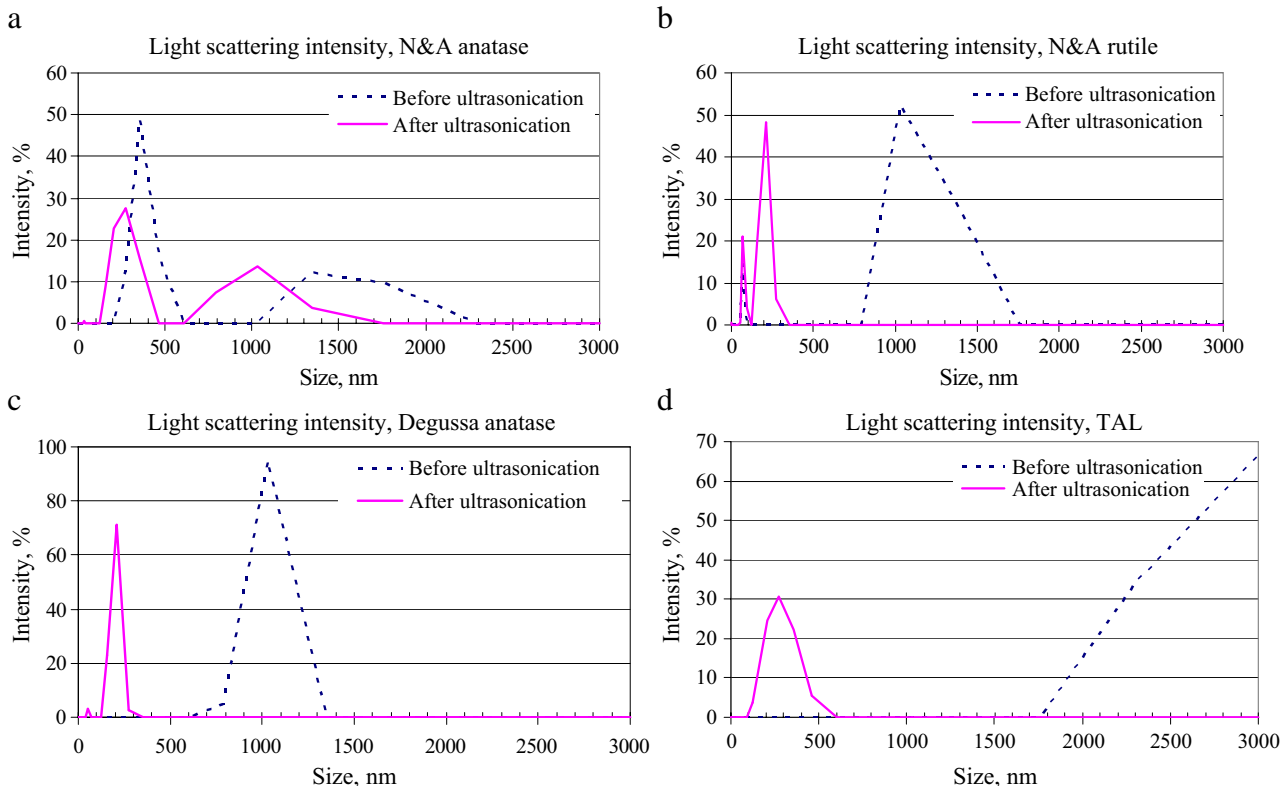 a
Light scattering intensity, N&A anatase
60
50
40
30
20
10
0
Intensity, %
Before ultrasonication
After ultrasonication
0 500 1000 1500 2000 2500 3000
Size, nm
b
Light scattering intensity, N&A rutile
60
50
40
30
20
10
0
Intensity, %
Before ultrasonication
After ultrasonication
0 500 1000 1500 2000 2500 3000
Size, nm
c
Light scattering intensity, Degussa anatase
100
80
60
40
20
0
Intensity, %
Before ultrasonication
After ultrasonication
0 500 1000 1500 2000 2500 3000
Size, nm
d
Light scattering intensity, TAL
70
60
50
40
30
20
10
0
Intensity, %
Before ultrasonication
After ultrasonication
0 500 1000 1500 2000 2500 3000
Size, nm